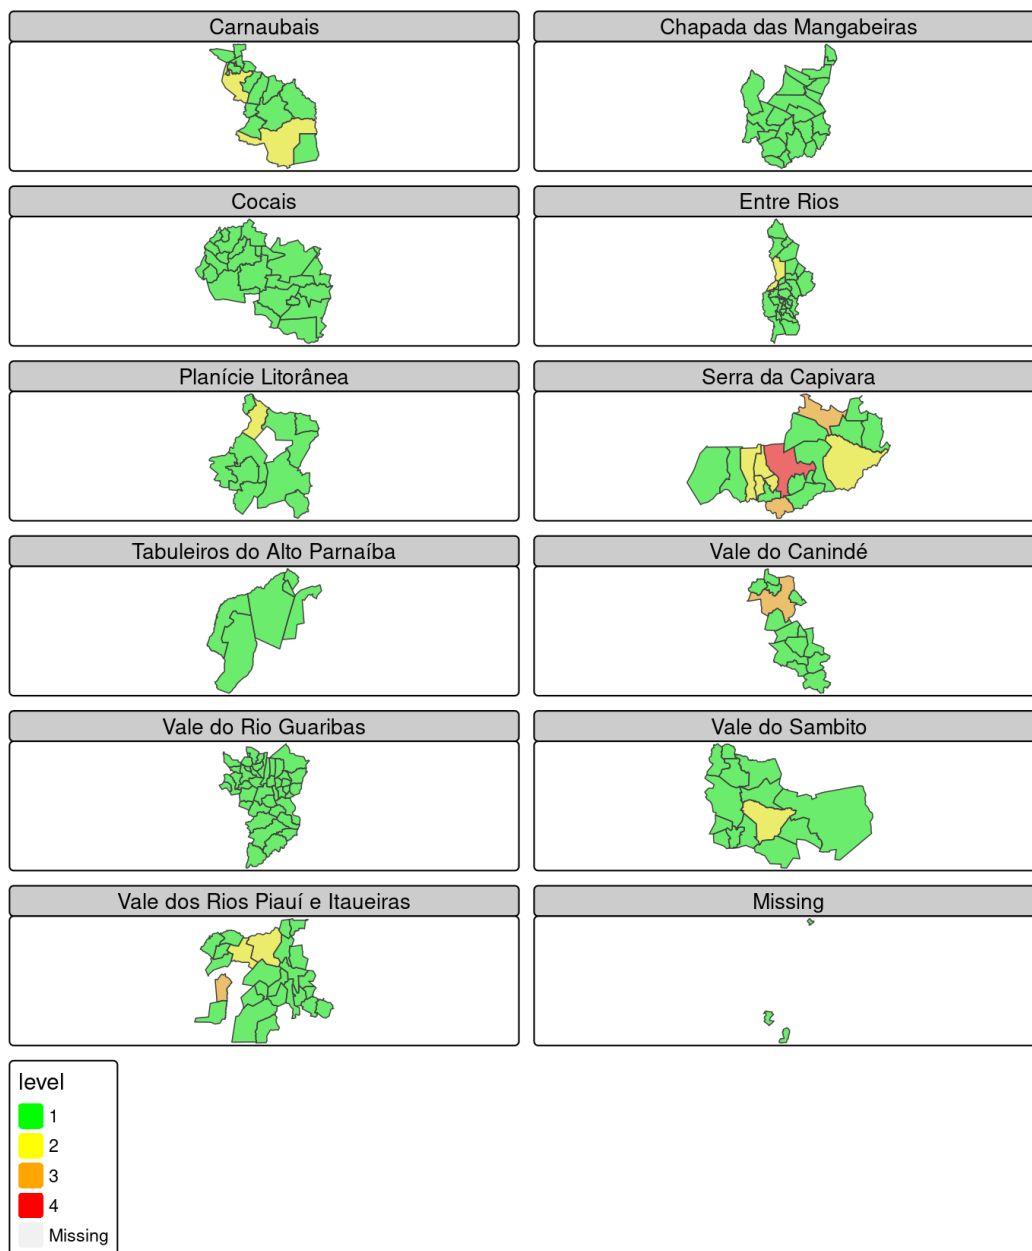 Carnaubais
Chapada das Mangabeiras
Cocais
Entre Rios
Planície Litorânea
Serra da Capivara
Tabuleiros do Alto Parnaíba
Vale do Canindé
Vale do Rio Guaribas
Vale do Sambito
Vale dos Rios Piauí e Itaueiras
Missing
level
1
2
3
4
Missing